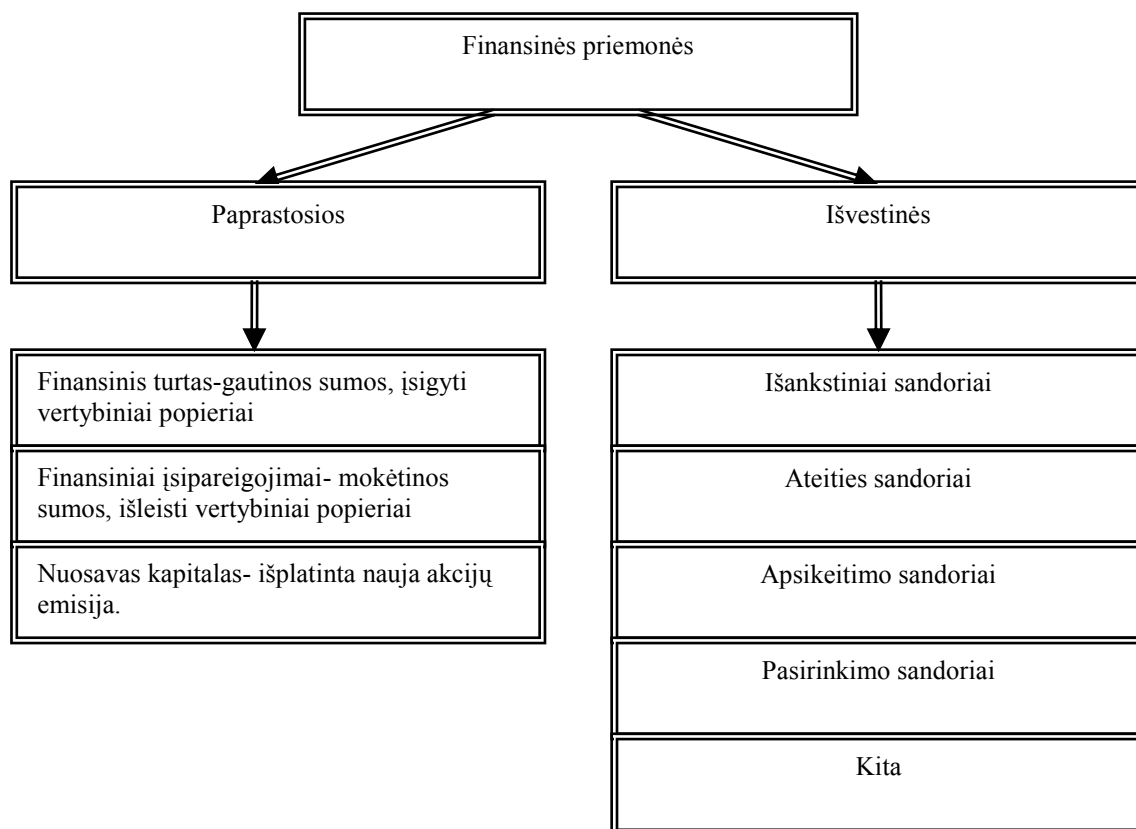 Finansinės priemonės
Paprastosios
Išvestinės
Finansinis turtas-gautinos sumos, įsigyti
vertybiniai popieriai
Finansiniai įsipareigojimai- mokėtinos
sumos, išleisti vertybiniai popieriai
Nuosavas kapitalas- išplatinta nauja akcijų
emisija.
Išankstiniai sandoriai
Ateities sandoriai
Apsikeitimo sandoriai
Pasirinkimo sandoriai
Kita